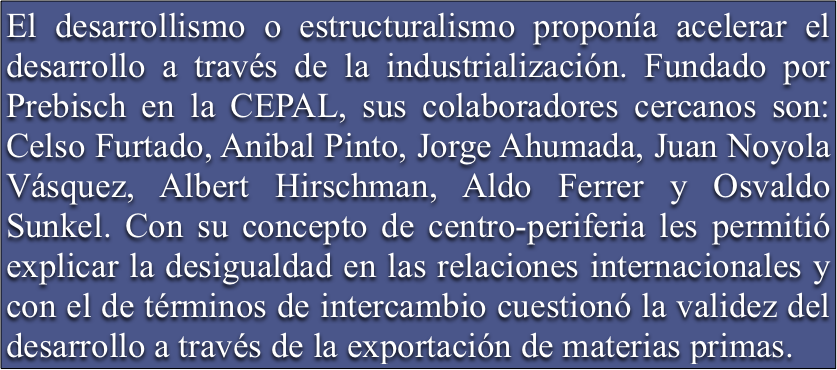 El desarrollismo o estructuralismo proponía acelerar el
desarrollo a través de la industrialización. Fundado por
Prebisch en la CEPAL, sus colaboradores cercanos son:
Celso Furtado, Anibal Pinto, Jorge Ahumada, Juan Noyola
Vásquez, Albert Hirschman, Aldo Ferrer y Osvaldo
Sunkel. Con su concepto de centro-periferia les permitió
explicar la desigualdad en las relaciones internacionales y
con el de términos de intercambio cuestionó la validez del
desarrollo a través de la exportación de materias primas.